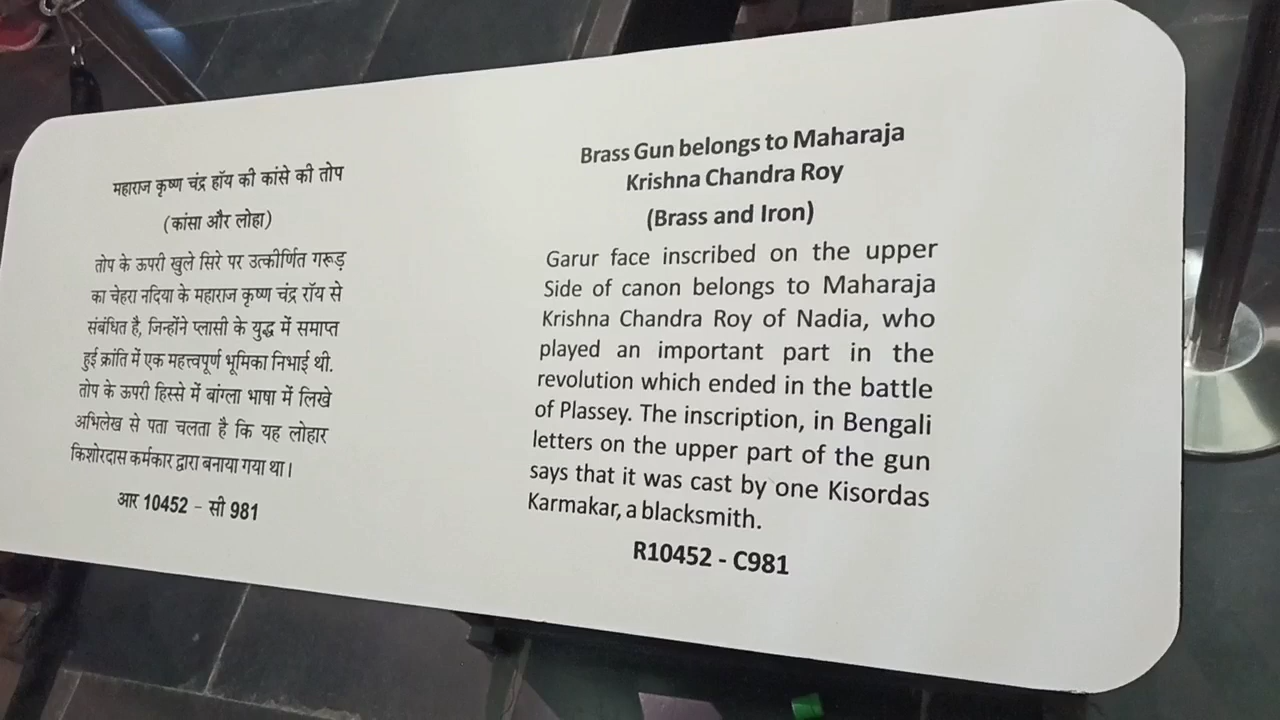 महाराज कृष्ण चंद्र हॉय की कांसे की तोप
(कांसा और लोहा)
तोप के ऊपरी खुले सिरे पर उत्कीर्णित गरूड़
का चेहरा नदिया के महाराज कृष्ण चंद्र रॉय से
संबंधित है, जिन्होंने प्लासी के युद्ध में समाप्त
हुई क्रांति में एक महत्त्वपूर्ण भूमिका निभाई थी.
तोप के ऊपरी हिस्से में बांग्ला भाषा में लिखे
अभिलेख से पता चलता है कि यह लोहार
किशोरदास कर्मकार द्वारा बनाया गया था।
आर 10452 - सी 981
Brass Gun belongs to Maharaja
Krishna Chandra Roy
(Brass and Iron)
Garur face inscribed on the upper
Side of canon belongs to Maharaja
Krishna Chandra Roy of Nadia, who
played an important part in the
revolution which ended in the battle
of Plassey. The inscription, in Bengali
letters on the upper part of the gun
says that it was cast by one Kisordas
Karmakar, a blacksmith.
R10452 - C981